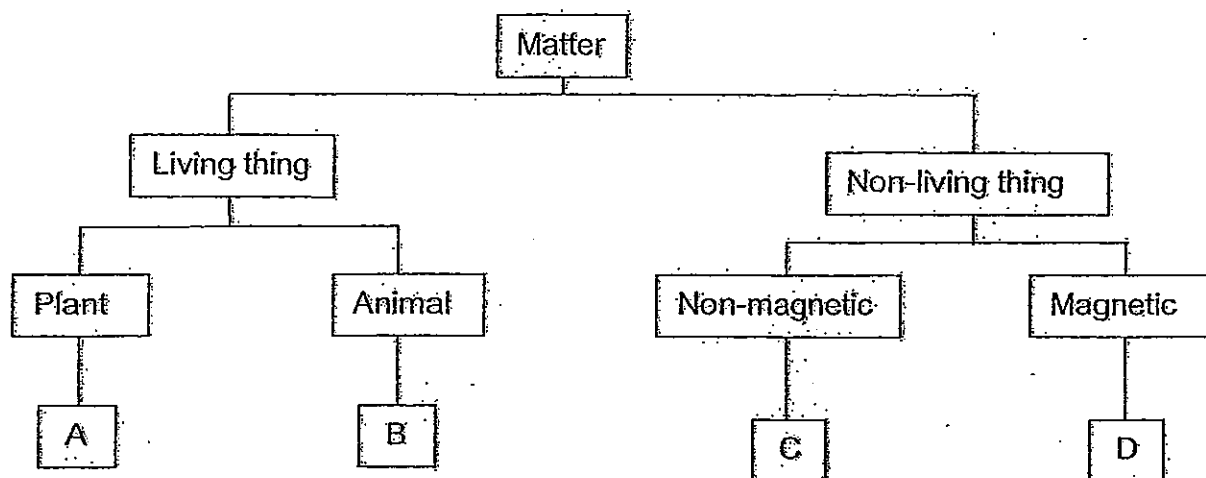 Matter
Living thing
Non-living thing
Plant
Animal
Non-magnetic
Magnetic
A
B
C
D